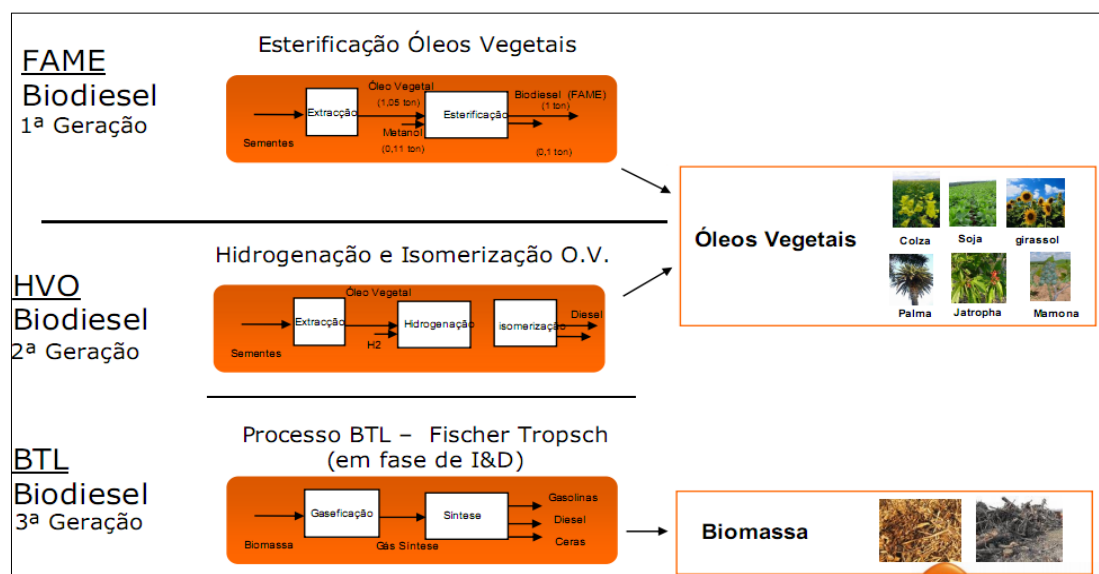 FAME
Biodiesel
1ª Geração
Esterificação Óleos Vegetais
Óleo Vegetal
(1,05 ton)
Biodiesel (FAME)
(1 ton)
Extracção
Esterificação
Metanol
Sementes
(0,11 ton)
(0,1 ton)
Óleos Vegetais
Colza
Soja
girassol
Palma
Jatropha
Mamona
HVO
Biodiesel
2ª Geração
Hidrogenação e Isomerização O.V.
Óleo Vegetal
Extracção
Hidrogenação
isomerização
Diesel
H2
Sementes
BTL
Biodiesel
3ª Geração
Processo BTL – Fischer Tropsch
(em fase de I&D)
Gaseficação
Síntese
Gasolinas
Diesel
Ceras
Biomassa
Gás Síntese
Biomassa